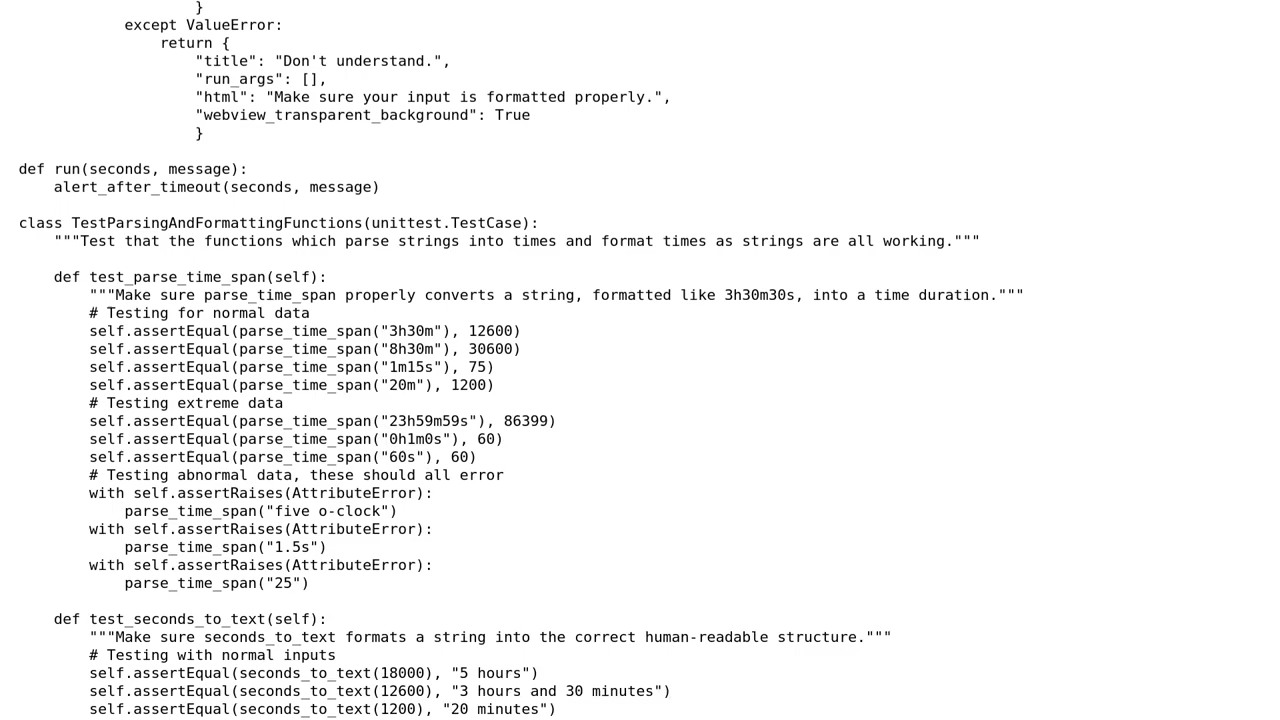 }
            except ValueError:
                return {
                    "title": "Don't understand.",
                    "run_args": [],
                    "html": "Make sure your input is formatted properly.",
                    "webview_transparent_background": True
                    }

def run(seconds, message):
    alert_after_timeout(seconds, message)

class TestParsingAndFormattingFunctions(unittest.TestCase):
    """Test that the functions which parse strings into times and format times as strings are all working."""

    def test_parse_time_span(self):
        """Make sure parse_time_span properly converts a string, formatted like 3h30m30s, into a time duration."""
        # Testing for normal data
        self.assertEqual(parse_time_span("3h30m"), 12600)
        self.assertEqual(parse_time_span("8h30m"), 30600)
        self.assertEqual(parse_time_span("1m15s"), 75)
        self.assertEqual(parse_time_span("20m"), 1200)
        # Testing extreme data
        self.assertEqual(parse_time_span("23h59m59s"), 86399)
        self.assertEqual(parse_time_span("0h1m0s"), 60)
        self.assertEqual(parse_time_span("60s"), 60)
        # Testing abnormal data, these should all error
        with self.assertRaises(AttributeError):
            parse_time_span("five o-clock")
        with self.assertRaises(AttributeError):
            parse_time_span("1.5s")
        with self.assertRaises(AttributeError):
            parse_time_span("25")

    def test_seconds_to_text(self):
        """Make sure seconds_to_text formats a string into the correct human-readable structure."""
        # Testing with normal inputs
        self.assertEqual(seconds_to_text(18000), "5 hours")
        self.assertEqual(seconds_to_text(12600), "3 hours and 30 minutes")
        self.assertEqual(seconds_to_text(1200), "20 minutes")